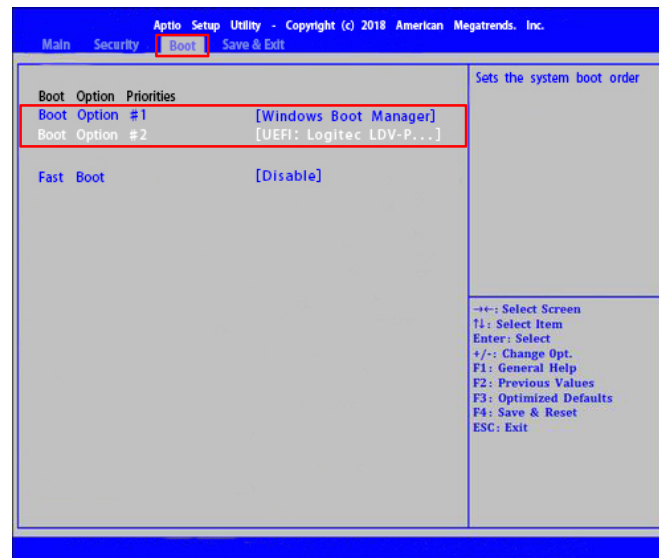 Aptio Setup Utility - Copyright (c) 2018 American Megatrends. Inc.
Main Security Boot Save & Exit
Sets the system boot order
Boot Option Priorities
Boot Option #1 [Windows Boot Manager]
Boot Option #2 [UEFI: Logitec LDV-P...]
Fast Boot [Disable]
→←: Select Screen
↑↓: Select Item
Enter: Select
+/-: Change Opt.
F1: General Help
F2: Previous Values
F3: Optimized Defaults
F4: Save & Reset
ESC: Exit